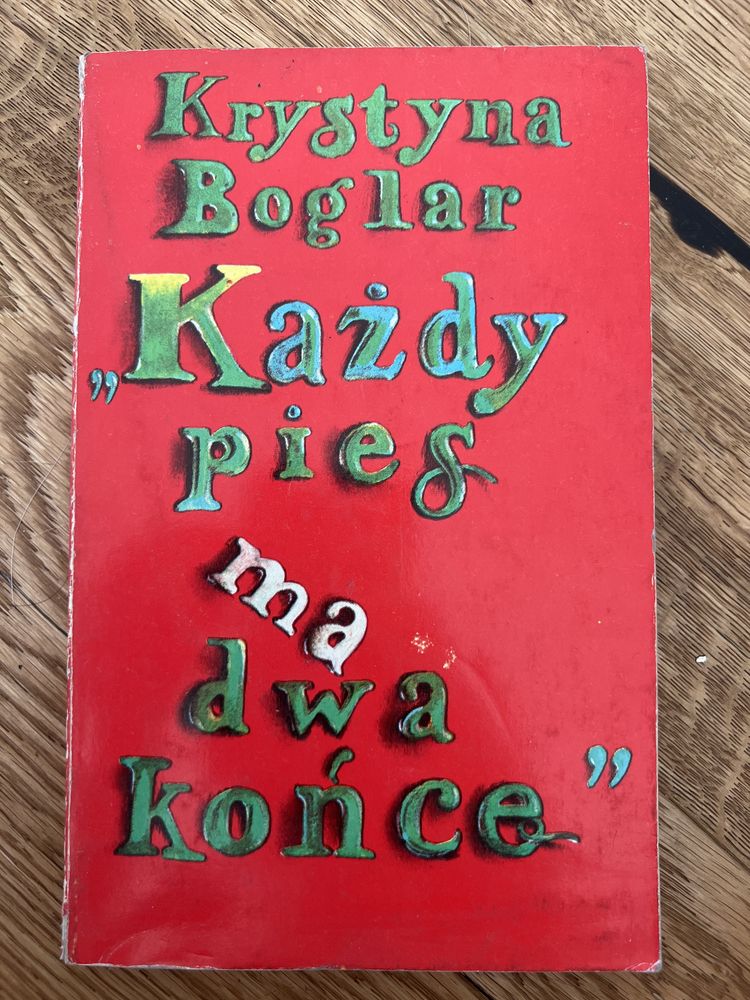 Krystyna
Boglar
„Każdy
pies
ma
dwa
końce”